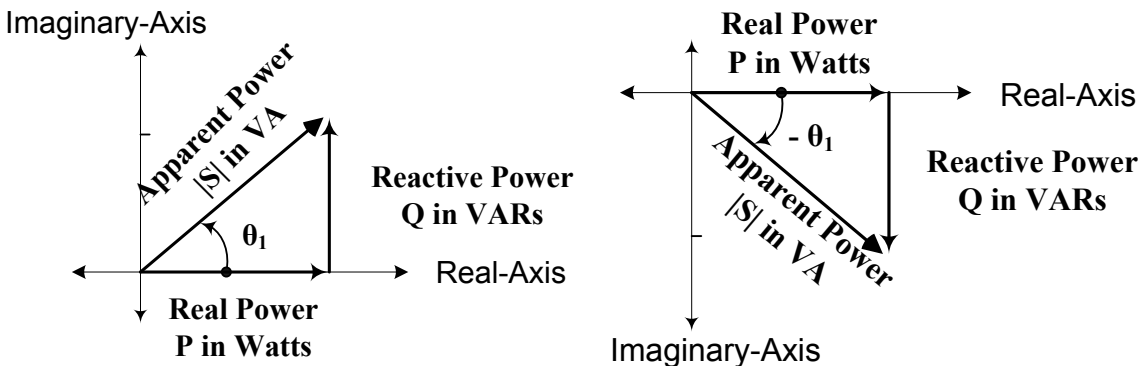 Imaginary-Axis
Apparent Power
|S| in VA
θ1
Reactive Power
Q in VARs
Real-Axis
Real Power
P in Watts
Real Power
P in Watts
Real-Axis
- θ1
Apparent Power
|S| in VA
Reactive Power
Q in VARs
Imaginary-Axis